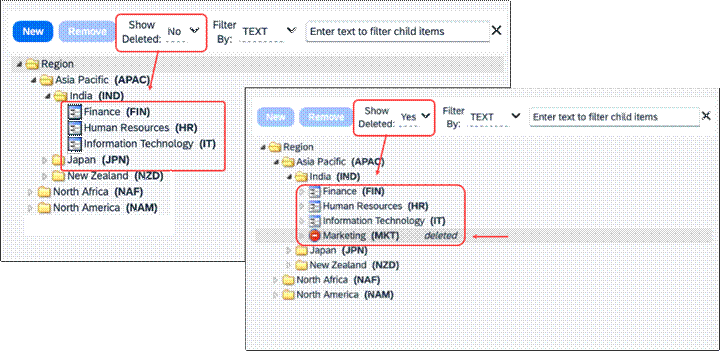 New Remove Show Deleted: No Filter By: TEXT Enter text to filter child items
Region
Asia Pacific (APAC)
India (IND)
Finance (FIN)
Human Resources (HR)
Information Technology (IT)
Japan (JPN)
New Zealand (NZD)
North Africa (NAF)
North America (NAM)
New Remove Show Deleted: Yes Filter By: TEXT Enter text to filter child items
Region
Asia Pacific (APAC)
India (IND)
Finance (FIN)
Human Resources (HR)
Information Technology (IT)
Marketing (MKT) deleted
Japan (JPN)
New Zealand (NZD)
North Africa (NAF)
North America (NAM)